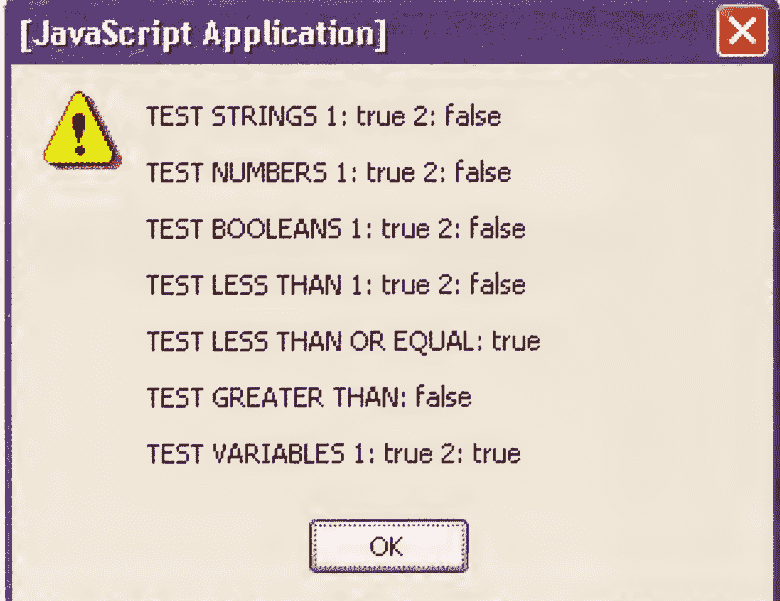 [JavaScript Application]
TEST STRINGS 1: true 2: false
TEST NUMBERS 1: true 2: false
TEST BOOLEANS 1: true 2: false
TEST LESS THAN 1: true 2: false
TEST LESS THAN OR EQUAL: true
TEST GREATER THAN: false
TEST VARIABLES 1: true 2: true
OK